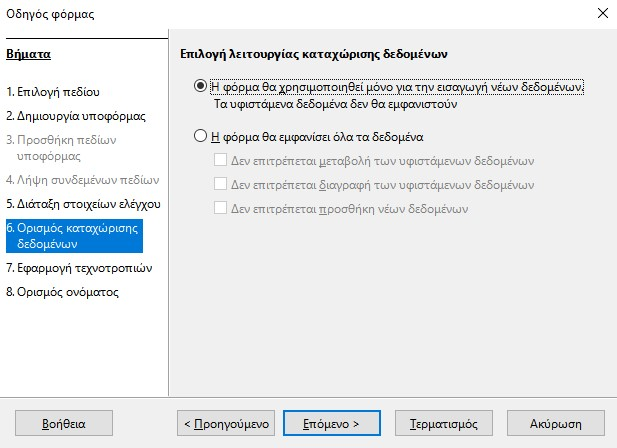 Οδηγός φόρμας
Βήματα
1. Επιλογή πεδίου
2. Δημιουργία υποφόρμας
3. Προσθήκη πεδίων
υποφόρμας
4. Λήψη συνδεμένων πεδίων
5. Διάταξη στοιχείων ελέγχου
6. Ορισμός καταχώρισης
δεδομένων
7. Εφαρμογή τεχνοτροπιών
8. Ορισμός ονόματος
Επιλογή λειτουργίας καταχώρισης δεδομένων
Η φόρμα θα χρησιμοποιηθεί μόνο για την εισαγωγή νέων δεδομένων.
Τα υφιστάμενα δεδομένα δεν θα εμφανιστούν
Η φόρμα θα εμφανίσει όλα τα δεδομένα
Δεν επιτρέπεται μεταβολή των υφιστάμενων δεδομένων
Δεν επιτρέπεται διαγραφή των υφιστάμενων δεδομένων
Δεν επιτρέπεται προσθήκη νέων δεδομένων
Βοήθεια
< Προηγούμενο
Επόμενο >
Τερματισμός
Ακύρωση